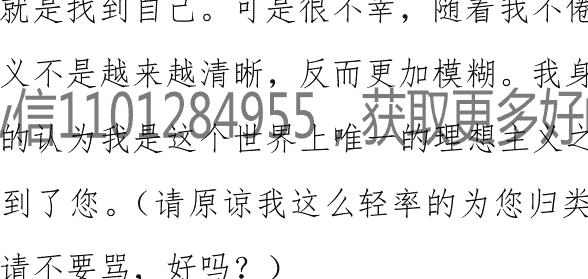 就是找到自己。可是很不幸，随着我不倦
义不是越来越清晰，反而更加模糊。我身
信1101284955，获取更多好
的认为我是这个世界上唯一的理想主义之
到了您。（请原谅我这么轻率的为您归类
请不要骂，好吗？）